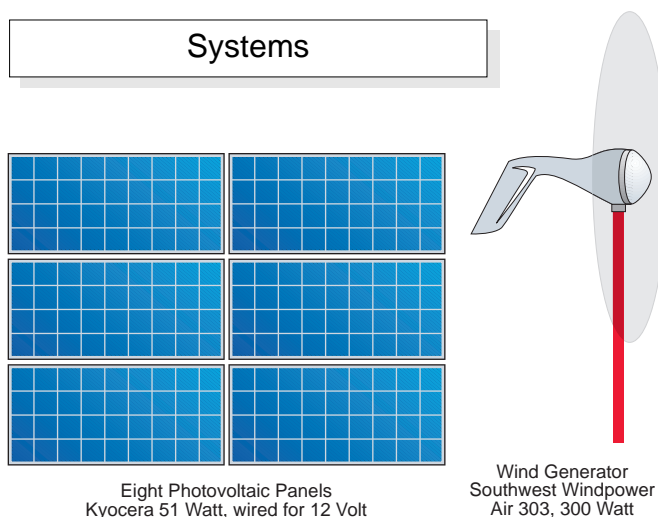 Systems
Eight Photovoltaic Panels
Kyocera 51 Watt, wired for 12 Volt
Wind Generator
Southwest Windpower
Air 303, 300 Watt